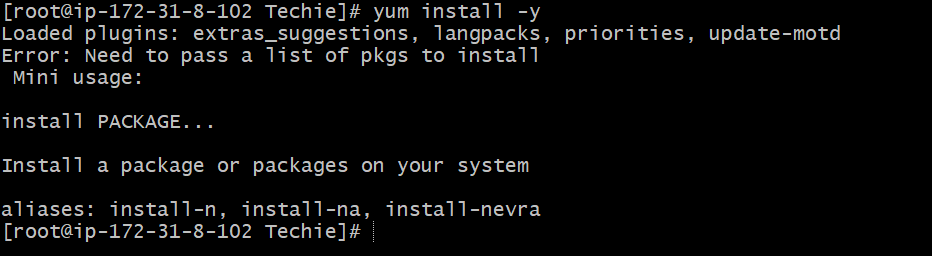 [root@ip-172-31-8-102 Techie]# yum install -y
Loaded plugins: extras_suggestions, langpacks, priorities, update-motd
Error: Need to pass a list of pkgs to install
 Mini usage:
install PACKAGE...
Install a package or packages on your system
aliases: install-n, install-na, install-nevra
[root@ip-172-31-8-102 Techie]#